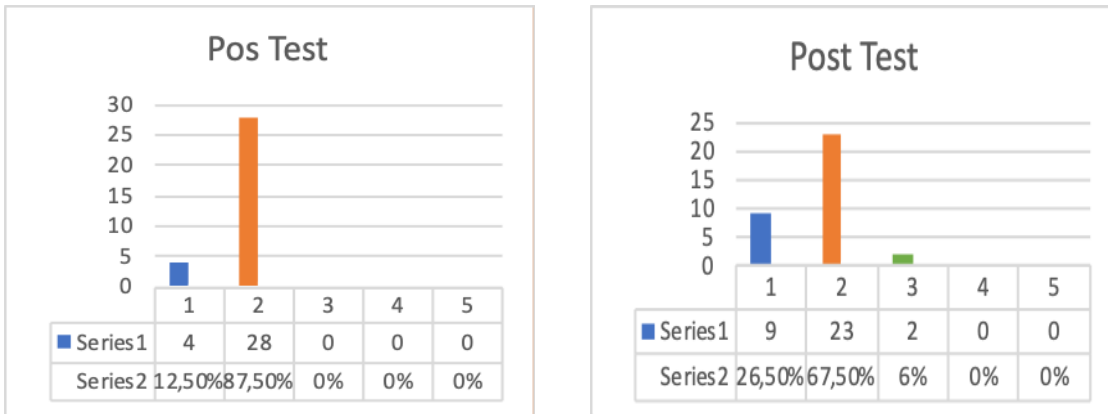 Pos Test
30
25
20
15
10
5
0
1 2 3 4 5
Series1 4 28 0 0 0
Series2 12,50% 87,50% 0% 0% 0%
Post Test
25
20
15
10
5
0
1 2 3 4 5
Series1 9 23 2 0 0
Series2 26,50% 67,50% 6% 0% 0%